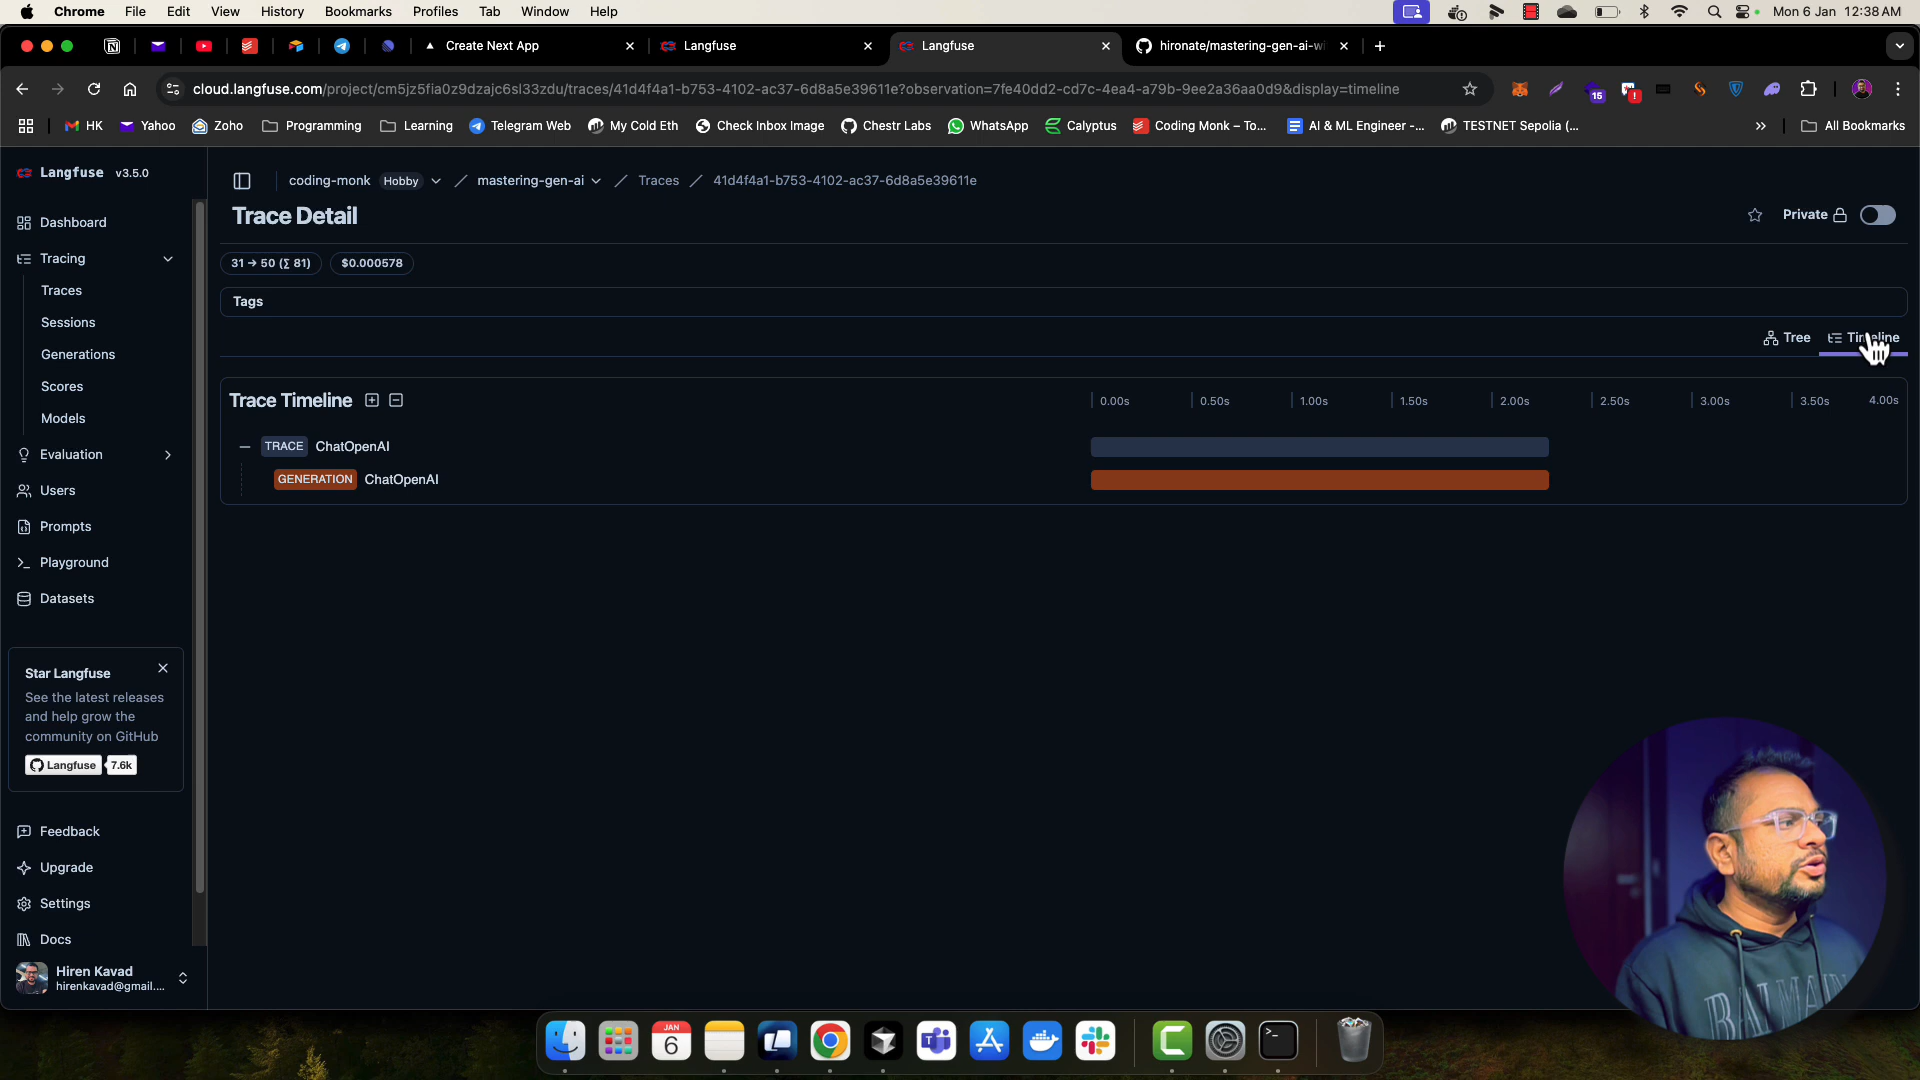 Chrome File Edit View History Bookmarks Profiles Tab Window Help Mon 6 Jan 12:38 AM
Create Next App Langfuse Langfuse hironate/mastering-gen-ai-wi
cloud.langfuse.com/project/cm5jz5fia0z9dzajc6sl33zdu/traces/41d4f4a1-b753-4102-ac37-6d8a5e39611e?observation=7fe40dd2-cd7c-4ea4-a79b-9ee2a36aa0d9&display=timeline 15
HK Yahoo Zoho Programming Learning Telegram Web My Cold Eth Check Inbox Image Chestr Labs WhatsApp Calyptus Coding Monk – To... AI & ML Engineer -... TESTNET Sepolia (... » All Bookmarks
Langfuse v3.5.0
coding-monk Hobby / mastering-gen-ai / Traces / 41d4f4a1-b753-4102-ac37-6d8a5e39611e
Trace Detail
Private
Dashboard
Tracing
Traces
Sessions
Generations
Scores
Models
Evaluation
Users
Prompts
Playground
Datasets
31 → 50 (∑ 81) $0.000578
Tags
Tree Timeline
Trace Timeline 0.00s 0.50s 1.00s 1.50s 2.00s 2.50s 3.00s 3.50s 4.00s
TRACE ChatOpenAI
GENERATION ChatOpenAI
Star Langfuse
See the latest releases
and help grow the
community on GitHub
Langfuse 7.6k
Feedback
Upgrade
Settings
Docs
Hiren Kavad
hirenkavad@gmail....
BALMAIN
JAN
6